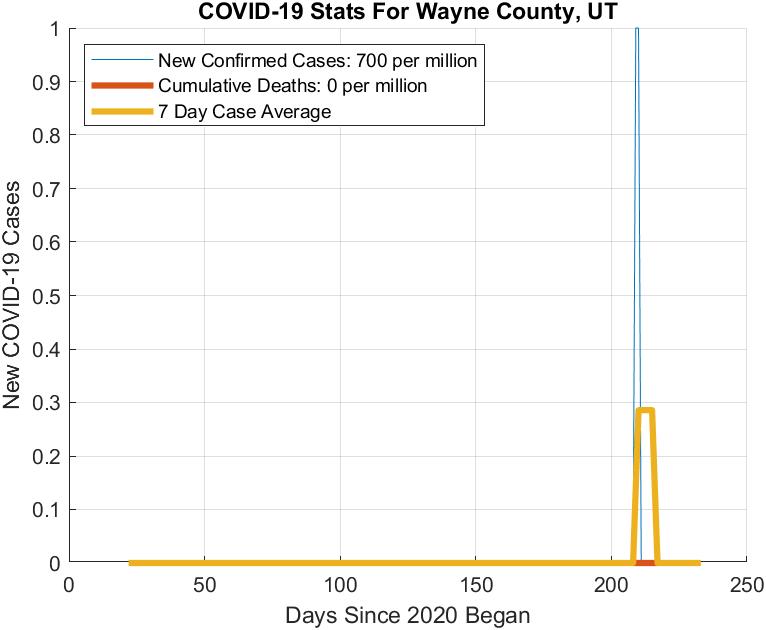 COVID-19 Stats For Wayne County, UT
New Confirmed Cases: 700 per million
Cumulative Deaths: 0 per million
7 Day Case Average
New COVID-19 Cases
1
0.9
0.8
0.7
0.6
0.5
0.4
0.3
0.2
0.1
0
0 50 100 150 200 250
Days Since 2020 Began